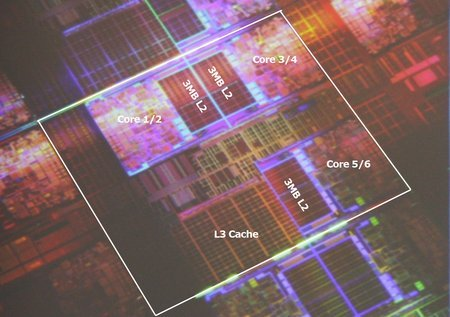 Core 3/4
3MB L2
3MB L2
Core 1/2
Core 5/6
3MB L2
L3 Cache